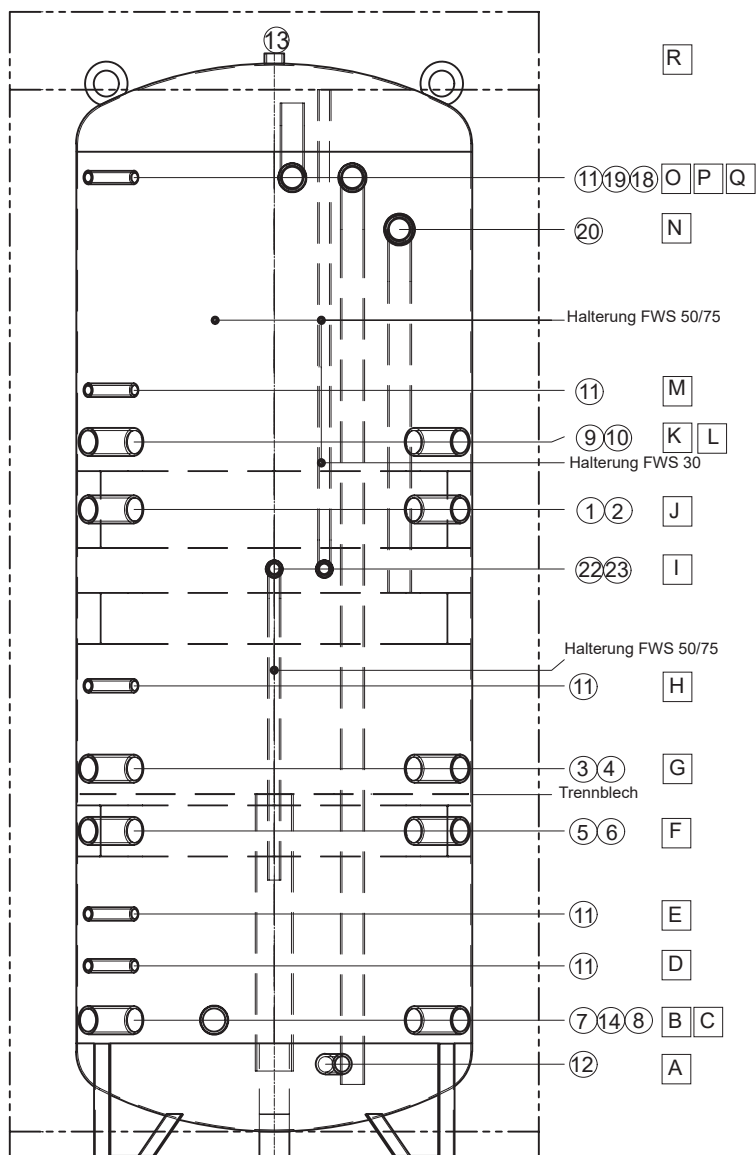 13
R
11 19 18 O P Q
20 N
Halterung FWS 50/75
11 M
9 10 K L
Halterung FWS 30
1 2 J
22 23 I
Halterung FWS 50/75
11 H
3 4 G
Trennblech
5 6 F
11 E
11 D
7 14 8 B C
12 A